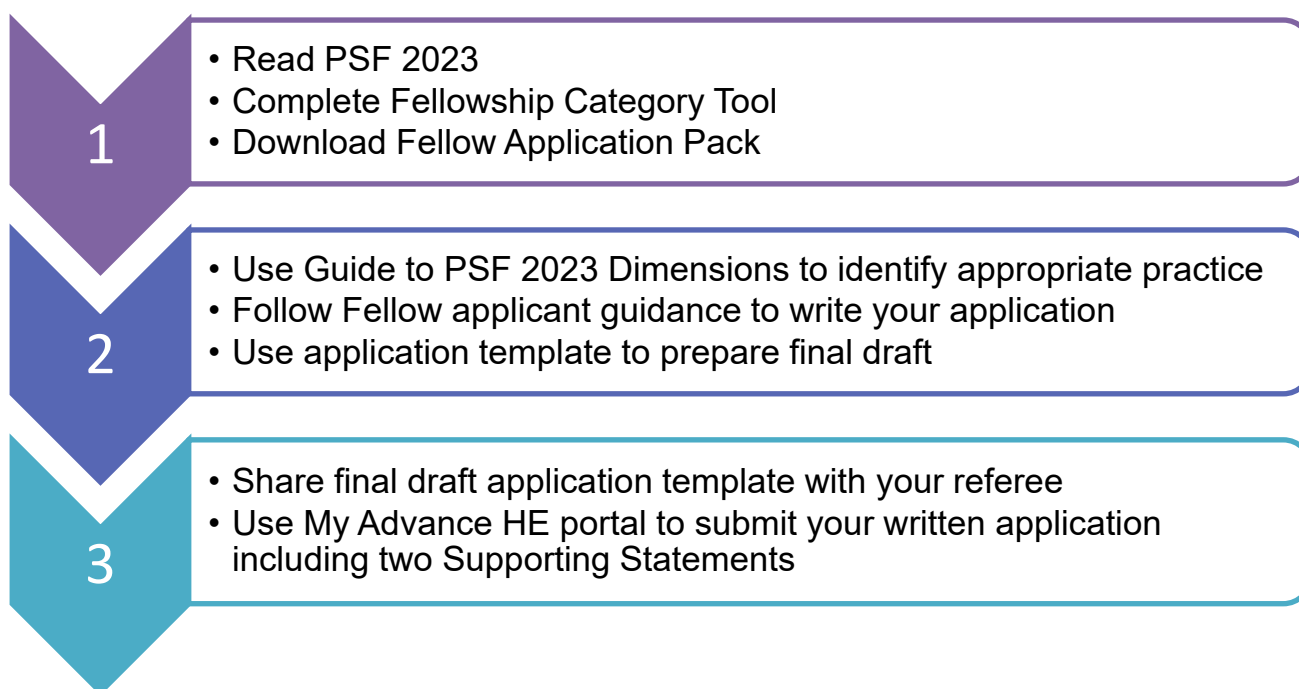 1
• Read PSF 2023
• Complete Fellowship Category Tool
• Download Fellow Application Pack
2
• Use Guide to PSF 2023 Dimensions to identify appropriate practice
• Follow Fellow applicant guidance to write your application
• Use application template to prepare final draft
3
• Share final draft application template with your referee
• Use My Advance HE portal to submit your written application
including two Supporting Statements